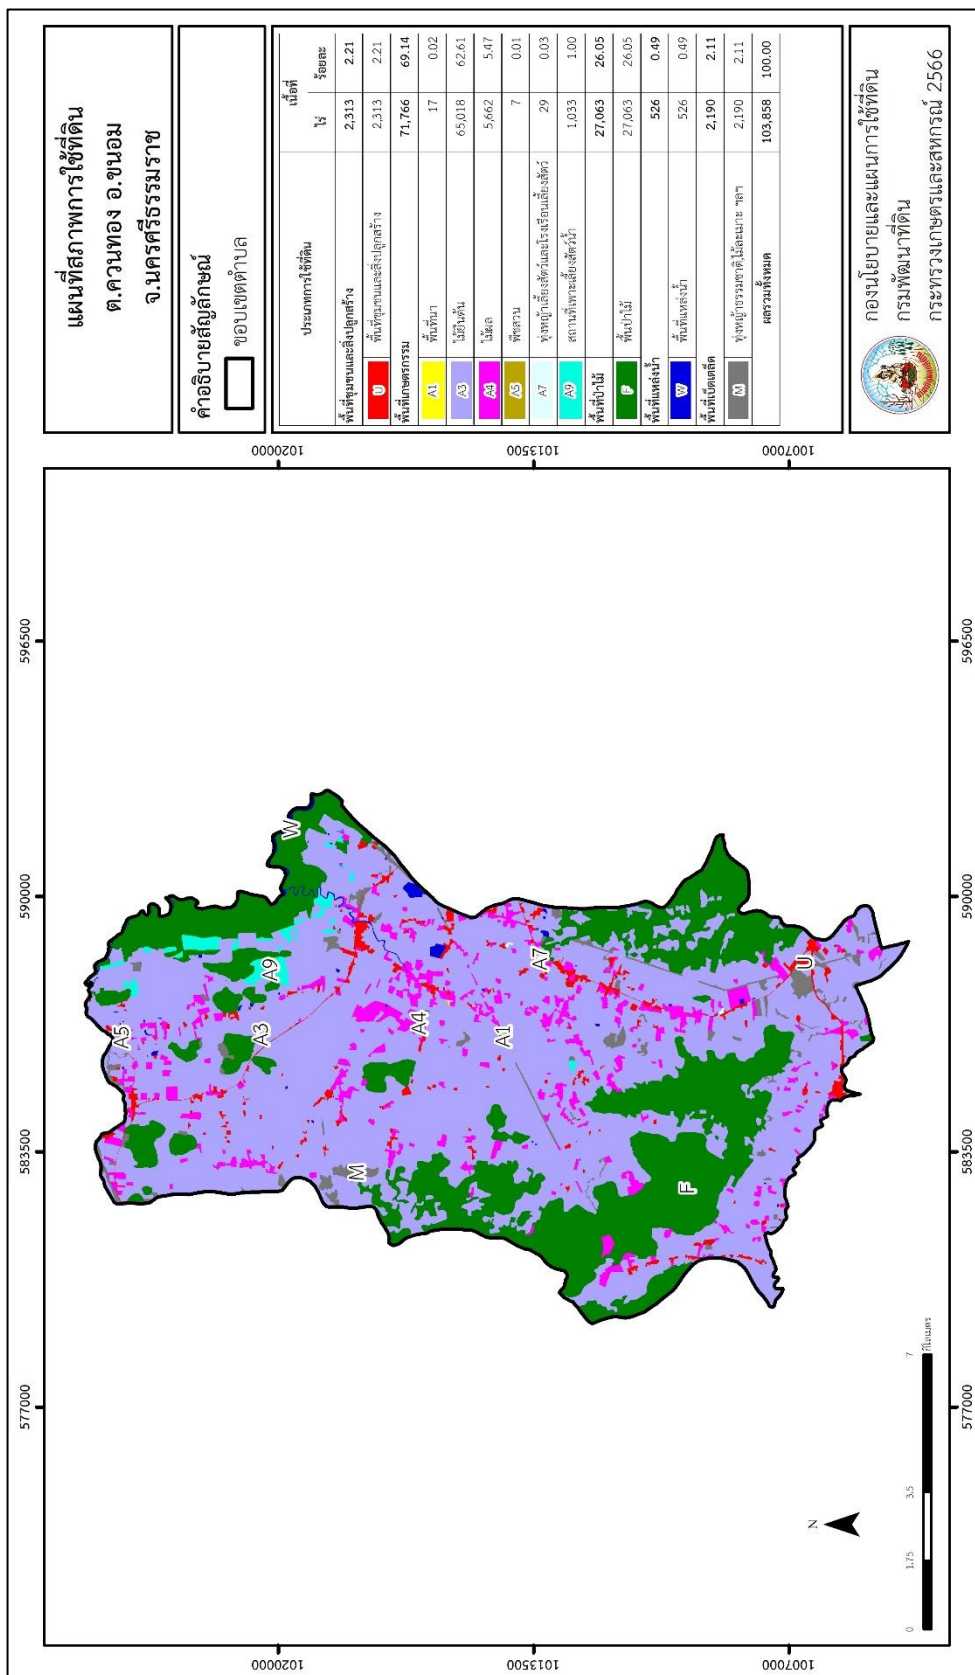 แผนที่สภาพการใช้ที่ดิน
ต.ควนทอง อ.ขนอม
จ.นครศรีธรรมราช
คำอธิบายสัญลักษณ์
ขอบเขตตำบล
ประเภทการใช้ที่ดิน เนื้อที่
ไร่ ร้อยละ
พื้นที่ชุมชนและสิ่งปลูกสร้าง 2,313 2.21
U พื้นที่ชุมชนและสิ่งปลูกสร้าง 2,313 2.21
พื้นที่เกษตรกรรม 71,766 69.14
A1 พื้นที่นา 17 0.02
A3 ไม้ยืนต้น 65,018 62.61
A4 ไม้ผล 5,662 5.47
A5 พืชสวน 7 0.01
A7 ทุ่งหญ้าเลี้ยงสัตว์และโรงเรือนเลี้ยงสัตว์ 29 0.03
A9 สถานที่เพาะเลี้ยงสัตว์น้ำ 1,033 1.00
พื้นที่ป่าไม้ 27,063 26.05
F พื้นป่าไม้ 27,063 26.05
พื้นที่แหล่งน้ำ 526 0.49
W พื้นที่แหล่งน้ำ 526 0.49
พื้นที่เบ็ดเตล็ด 2,190 2.11
M ทุ่งหญ้าธรรมชาติ,ไม้ละเมาะ ฯลฯ 2,190 2.11
ผลรวมทั้งหมด 103,858 100.00
กองนโยบายและแผนการใช้ที่ดิน
กรมพัฒนาที่ดิน
กระทรวงเกษตรและสหกรณ์ 2566
577000 583500 590000 596500
1020000 1020000
1013500 1013500
1007000 1007000
577000 583500 590000 596500
A5
W
A9
A3
M
A4
A1
A7
F
U
N
0 1.75 3.5 7
กิโลเมตร